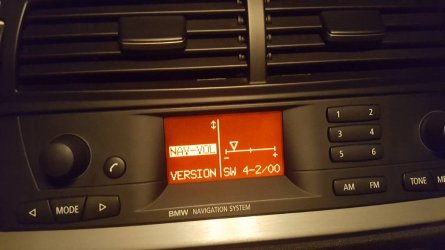 1 2
NAV-VOL
3 4
- +
5 6
VERSION SW 4-2/00
AM FM TONE
MODE
BMW NAVIGATION SYSTEM